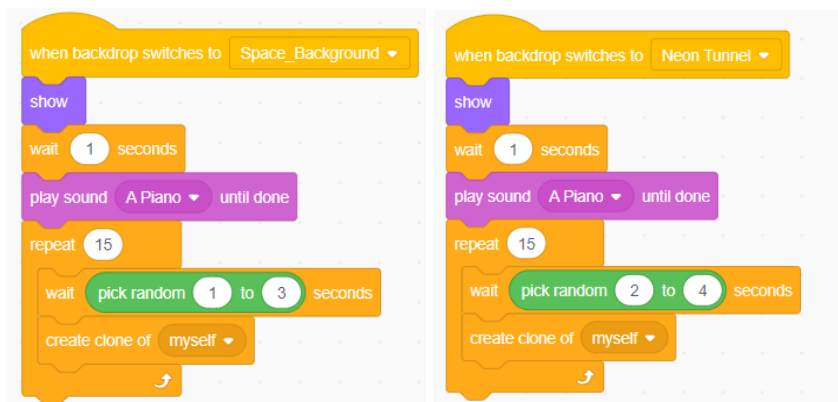 when backdrop switches to Space_Background
show
wait 1 seconds
play sound A Piano until done
repeat 15
wait pick random 1 to 3 seconds
create clone of myself
when backdrop switches to Neon Tunnel
show
wait 1 seconds
play sound A Piano until done
repeat 15
wait pick random 2 to 4 seconds
create clone of myself